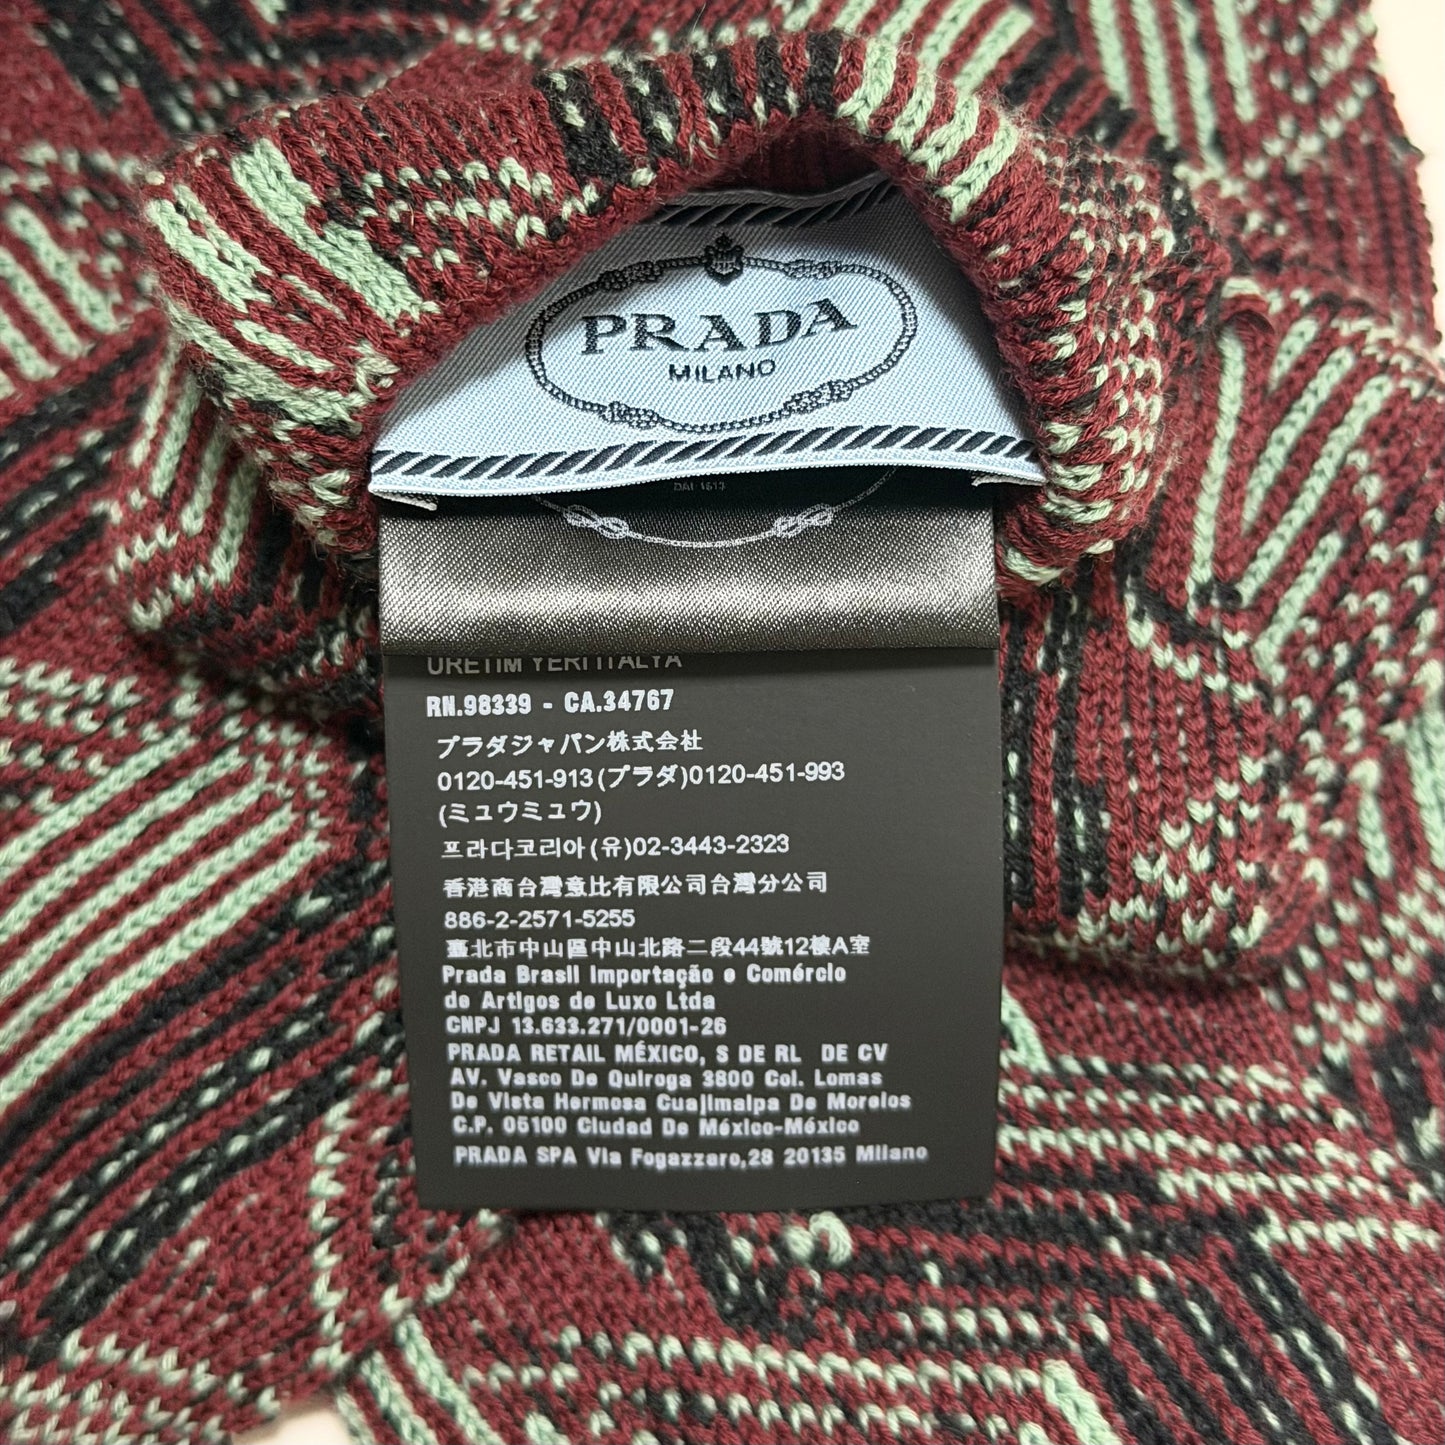 PRADA
MILANO
DAL 1913
ÜRETİM YERİ İTALYA
RN.98339 - CA.34767
プラダジャパン株式会社
0120-451-913(プラダ)0120-451-993
(ミュウミュウ)
프라다코리아(유)02-3443-2323
香港商台灣意比有限公司台灣分公司
886-2-2571-5255
臺北市中山區中山北路二段44號12樓A室
Prada Brasil Importação e Comércio
de Artigos de Luxo Ltda
CNPJ 13.633.271/0001-26
PRADA RETAIL MÉXICO, S DE RL DE CV
AV. Vasco De Quiroga 3800 Col. Lomas
De Vista Hermosa Cuajimalpa De Morelos
C.P. 05100 Ciudad De México-México
PRADA SPA Via Fogazzaro,28 20135 Milano